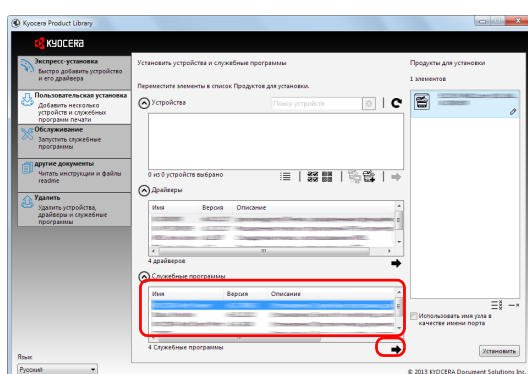 Kyocera Product Library
KYOCERA
Экспресс-установка
Быстро добавить устройство
и его драйвера
Пользовательская установка
Добавить несколько
устройств и служебных
программ печати
Обслуживание
Запустить служебные
программы
другие документы
Читать инструкции и файлы
readme
Удалить
Удалить устройства,
драйверы и служебные
программы
Язык
Русский
Установить устройства и служебные программы
Переместите элементы в список Продуктов для установки.
Устройства
Поиск устройств
0 из 0 устройств выбрано
Драйверы
Имя Версия Описание
4 драйверов
Служебные программы
Имя Версия Описание
4 Служебные программы
Продукты для установки
1 элементов
Использовать имя узла в
качестве имени порта
Установить
© 2013 KYOCERA Document Solutions Inc.